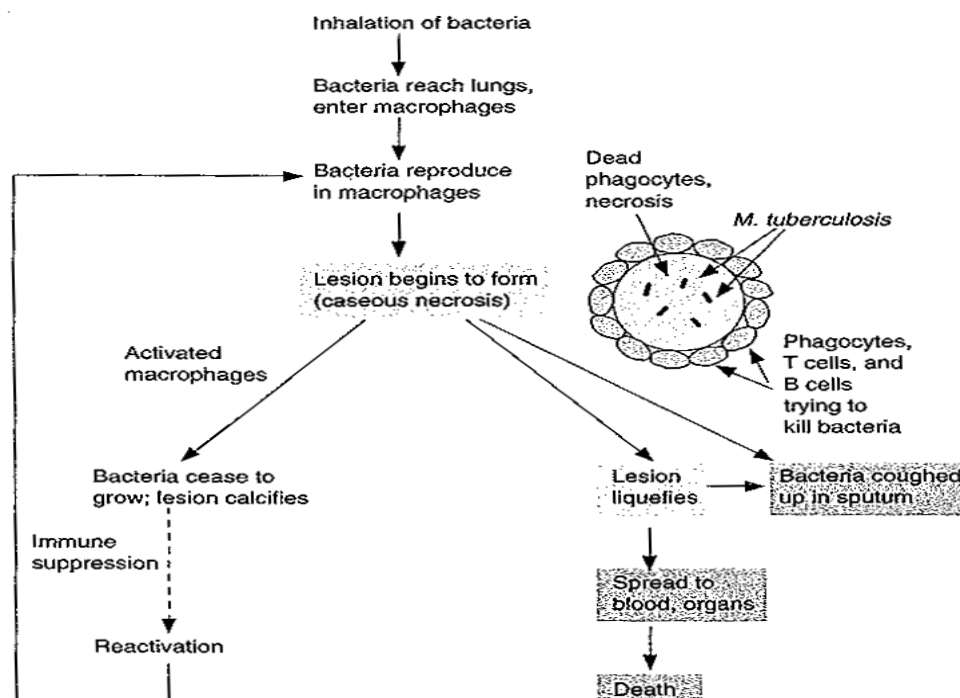 Inhalation of bacteria
Bacteria reach lungs,
enter macrophages
Bacteria reproduce
in macrophages
Dead
phagocytes,
necrosis
M. tuberculosis
Lesion begins to form
(caseous necrosis)
Phagocytes,
T cells, and
B cells
trying to
kill bacteria
Activated
macrophages
Bacteria cease to
grow; lesion calcifies
Lesion
liquefies
Bacteria coughed
up in sputum
Immune
suppression
Spread to
blood, organs
Reactivation
Death